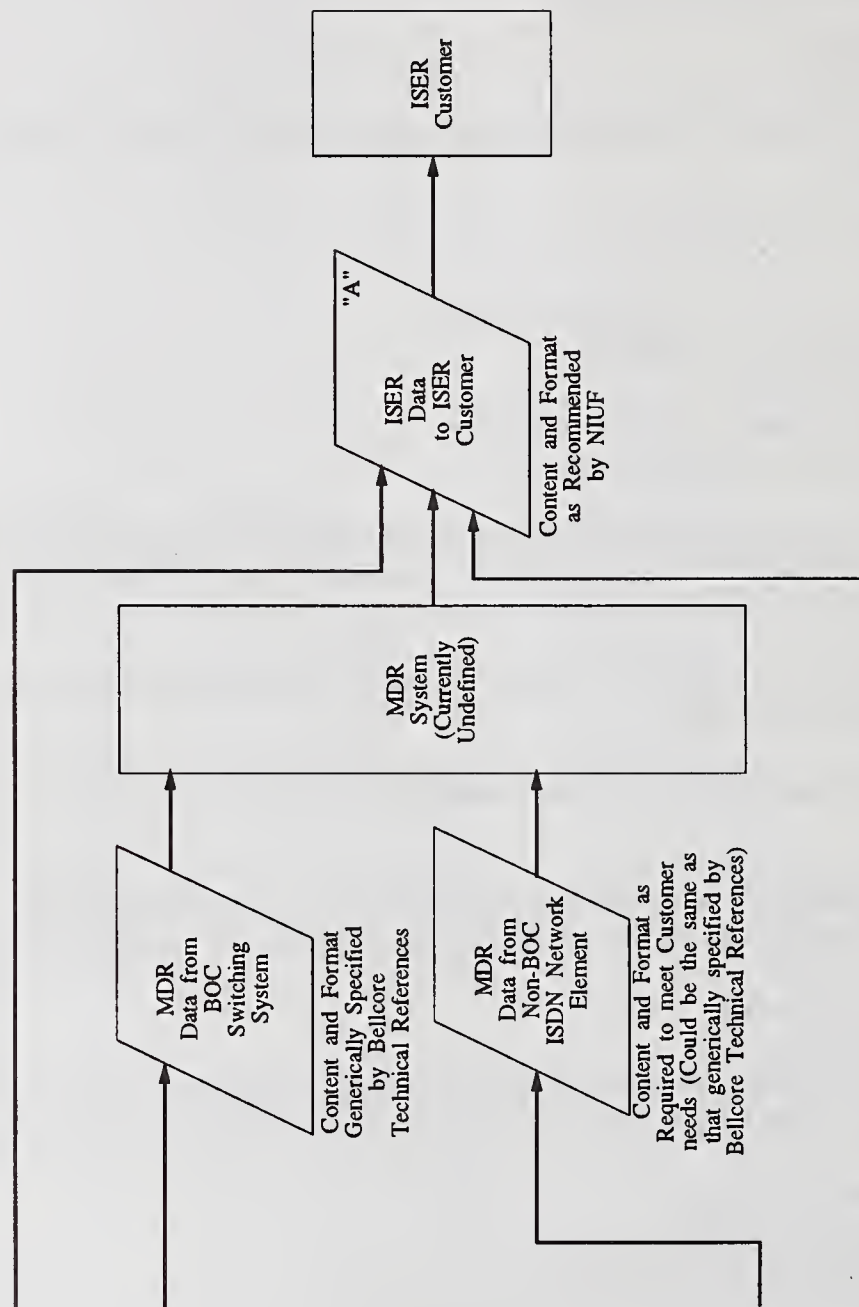 MDR
Data from
BOC
Switching
System
Content and Format
Generically Specified
by Bellcore
Technical References
MDR
Data from
Non-BOC
ISDN Network
Element
Content and Format as
Required to meet Customer
needs (Could be the same as
that generically specified by
Bellcore Technical References)
MDR
System
(Currently
Undefined)
"A"
ISER
Data
to ISER
Customer
Content and Format
as Recommended
by NIUF
ISER
Customer